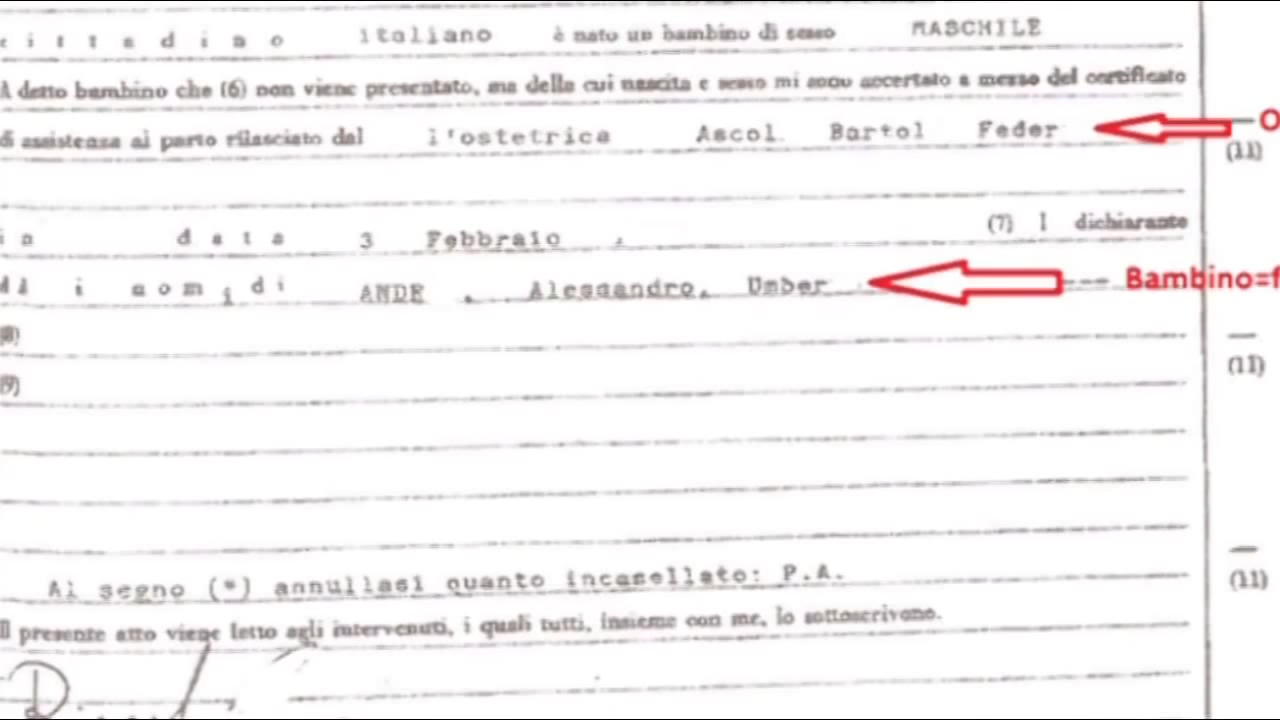 cittadino italiano è nato un bambino di sesso MASCHILE
A detto bambino che (6) non viene presentato, ma della cui nascita e sesso mi sono accertato a mezzo del certificato
di assistenza al parto rilasciato dal l'ostetrica Ascol Bartol Feder O
(11)
in data 3 Febbraio , (7) I dichiarante
i nom di ANDE , Alessandro, Umber Bambino=f
(8)
(11)
(9)
Al segno (*) annullasi quanto incasellato: P.A.
(11)
Il presente atto viene letto agli intervenuti, i quali tutti, insieme con me, lo sottoscrivono.